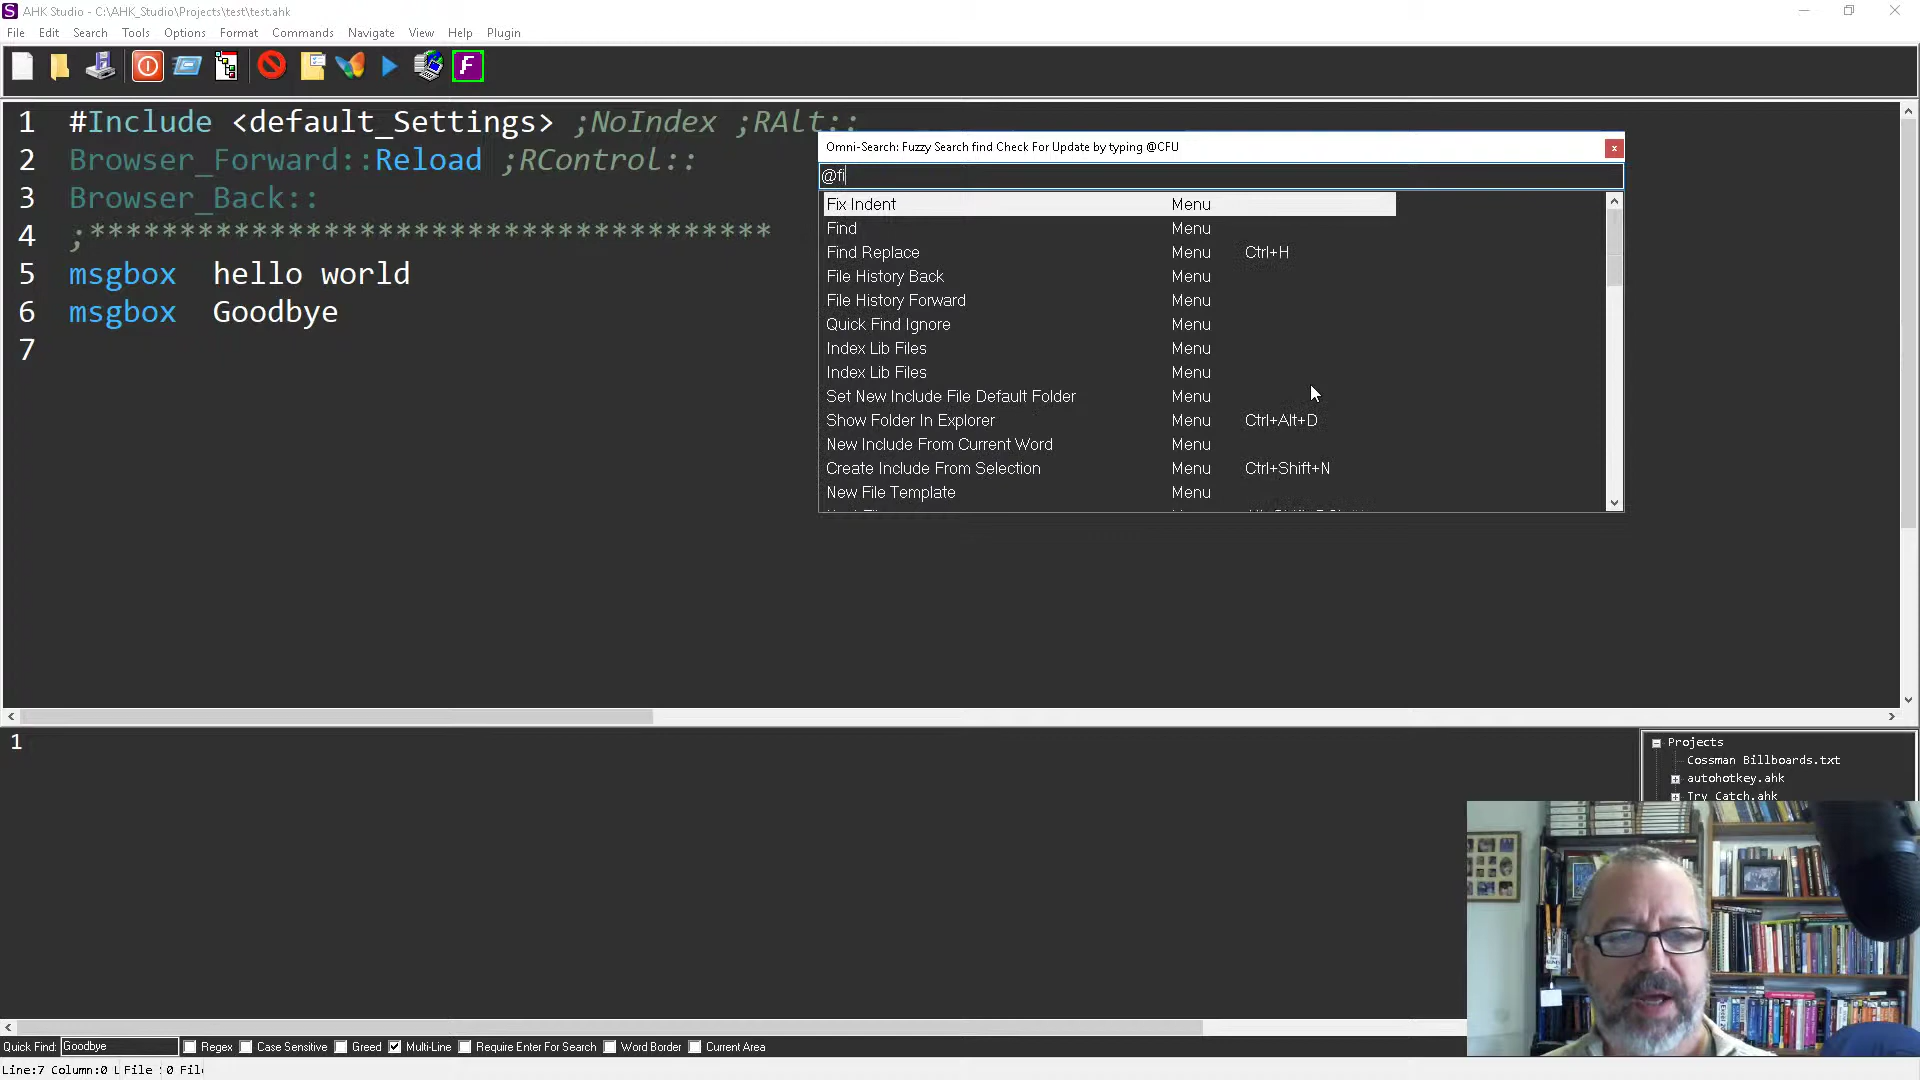 AHK Studio - C:\AHK_Studio\Projects\test\test.ahk
File Edit Search Tools Options Format Commands Navigate View Help Plugin
1 #Include <default_Settings> ;NoIndex ;RAlt::
2 Browser_Forward::Reload ;RControl::
3 Browser_Back::
4 ;**************************************
5 msgbox hello world
6 msgbox Goodbye
7
Omni-Search: Fuzzy Search find Check For Update by typing @CFU
@fi
Fix Indent Menu
Find Menu
Find Replace Menu Ctrl+H
File History Back Menu
File History Forward Menu
Quick Find Ignore Menu
Index Lib Files Menu
Index Lib Files Menu
Set New Include File Default Folder Menu
Show Folder In Explorer Menu Ctrl+Alt+D
New Include From Current Word Menu
Create Include From Selection Menu Ctrl+Shift+N
New File Template Menu
1
Projects
Cossman Billboards.txt
autohotkey.ahk
Try Catch.ahk
Quick Find: Goodbye Regex Case Sensitive Greed Multi-Line Require Enter For Search Word Border Current Area
Line:7 Column:0 L File : 0 Fil